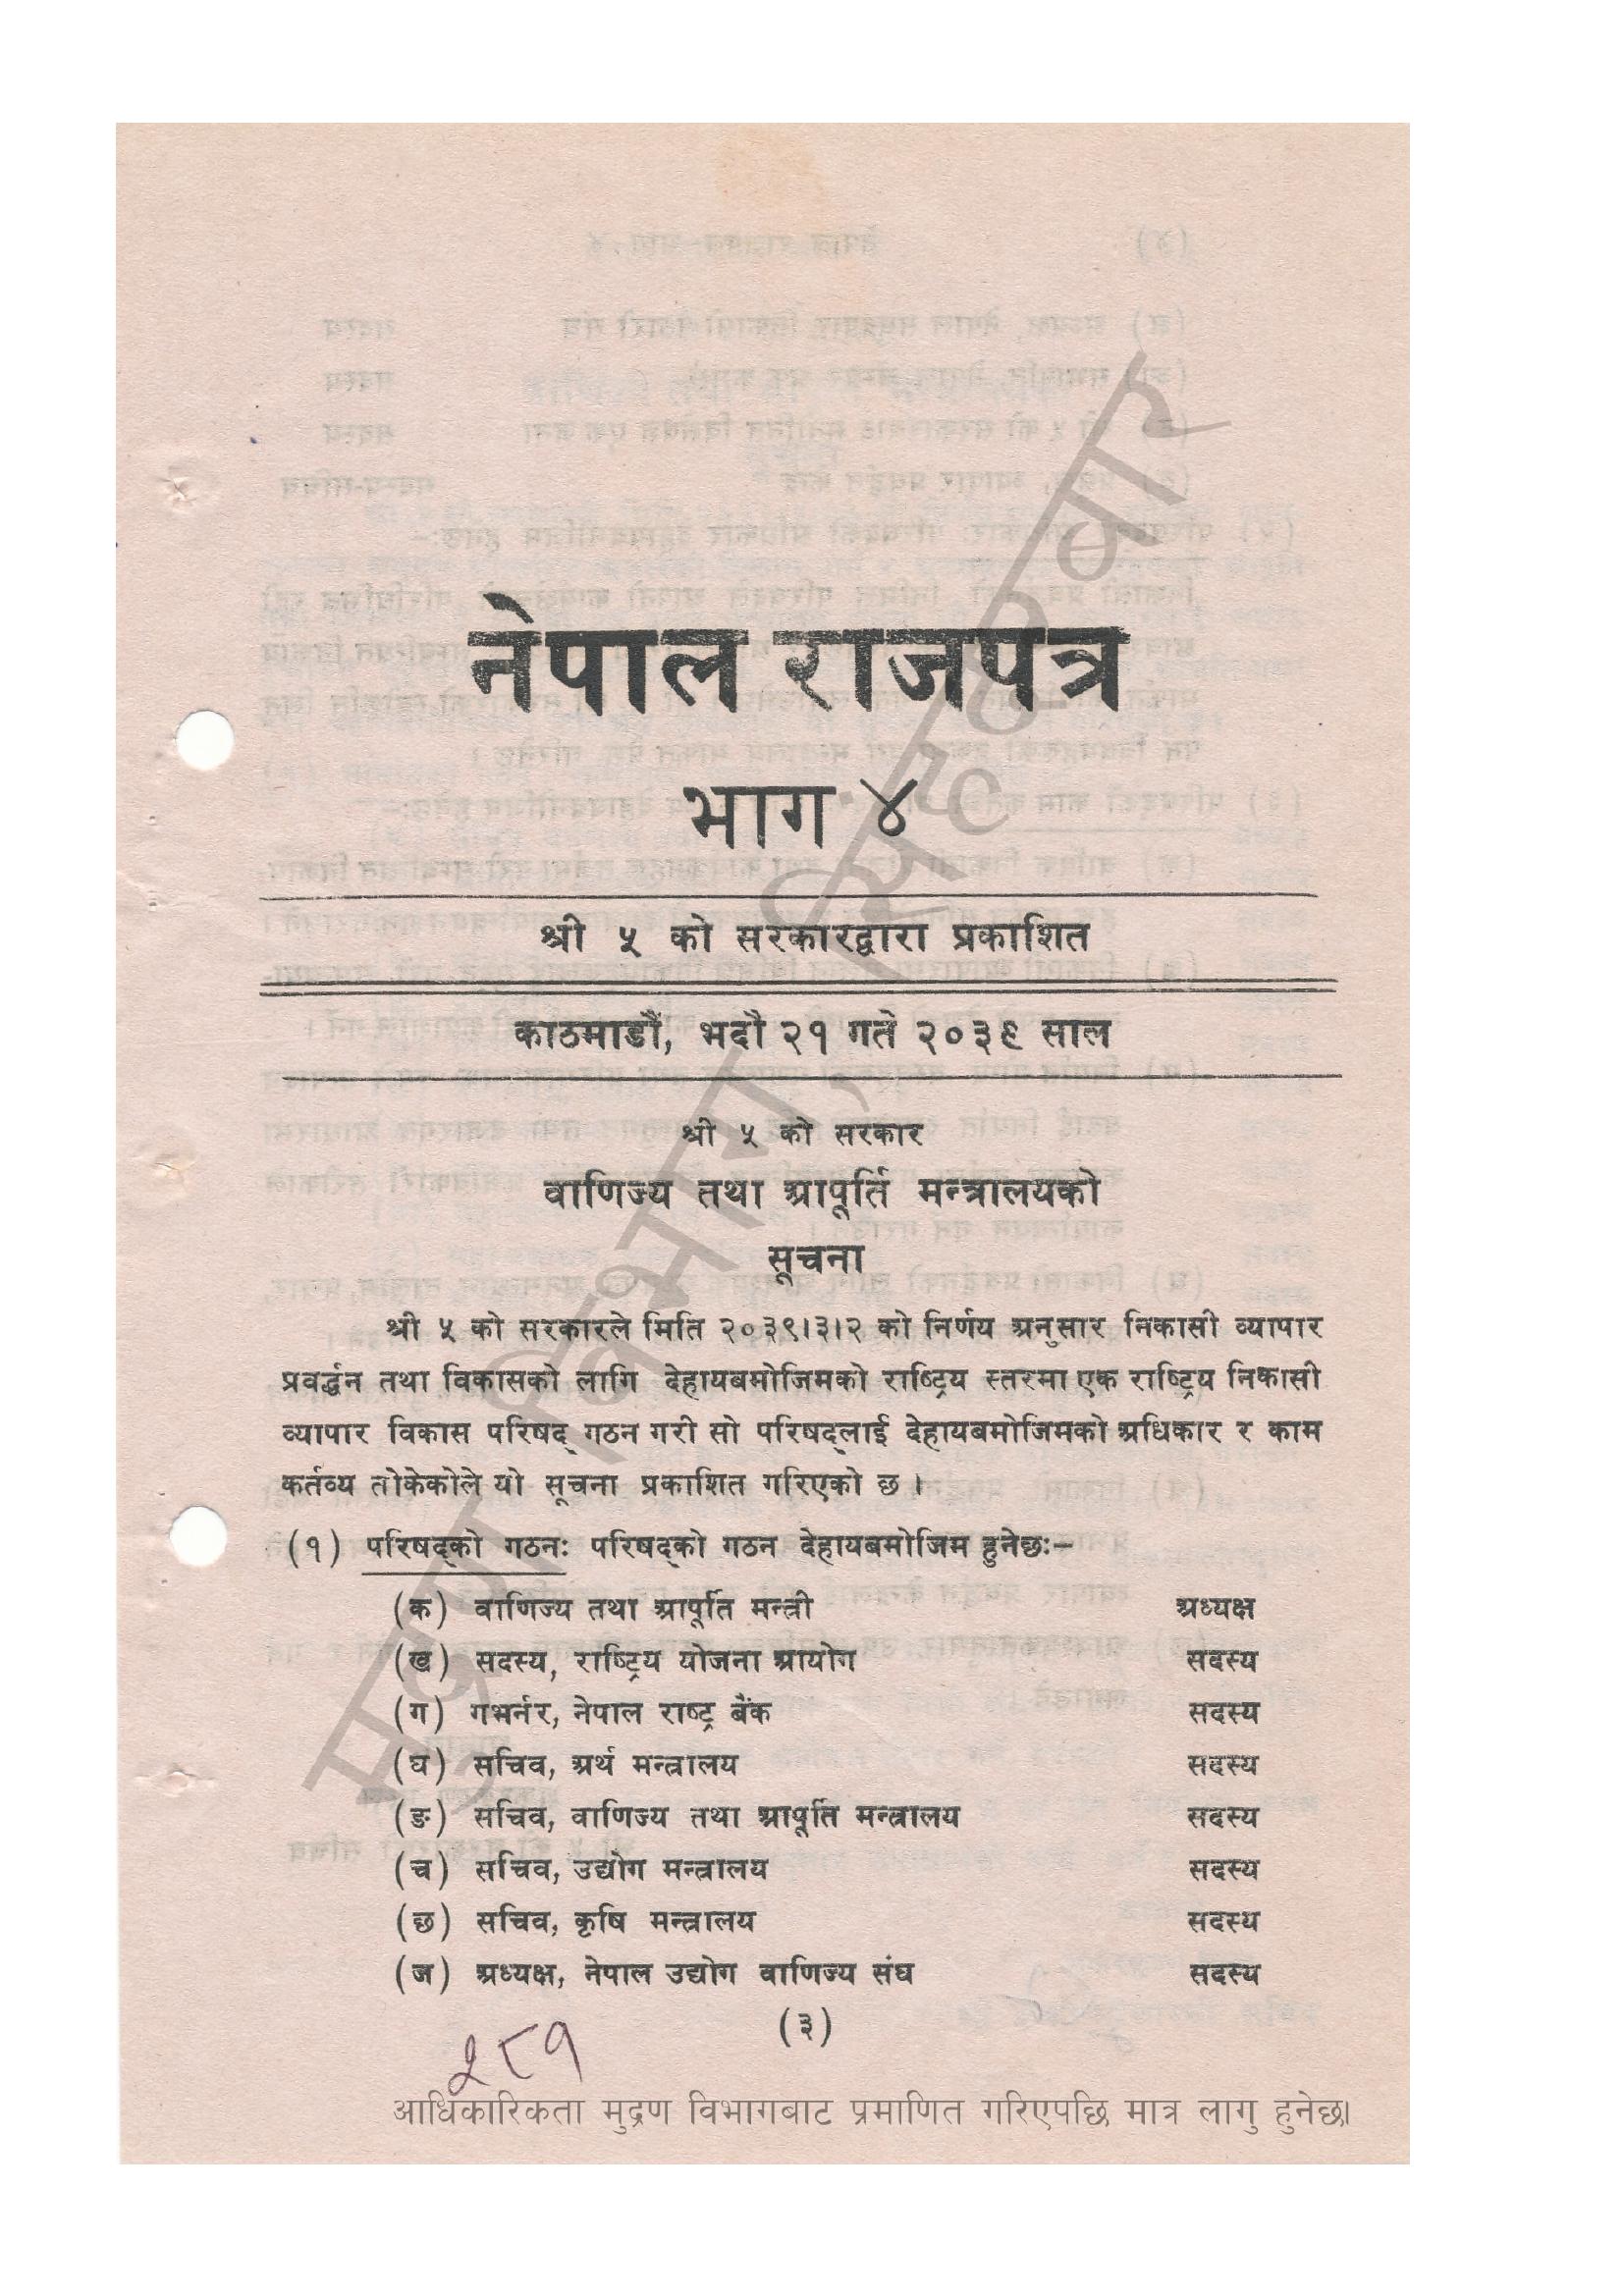 नेपाल राजपत्र
भाग ४
श्री ५ को सरकारद्वारा प्रकाशित
काठमाडौं, भदौ २१ गते २०३९ साल
श्री ५ को सरकार
वाणिज्य तथा आपूर्ति मन्त्रालयको
सूचना
श्री ५ को सरकारले मिति २०३९।३।२ को निर्णय अनुसार निकासी व्यापार
प्रवर्द्धन तथा विकासको लागि देहायबमोजिमको राष्ट्रिय स्तरमा एक राष्ट्रिय निकासी
व्यापार विकास परिषद् गठन गरी सो परिषद्लाई देहायबमोजिमको अधिकार र काम
कर्तव्य तोकेकोले यो सूचना प्रकाशित गरिएको छ ।
(१) परिषद्को गठनः परिषद्को गठन देहायबमोजिम हुनेछः–
(क) वाणिज्य तथा आपूर्ति मन्त्री अध्यक्ष
(ख) सदस्य, राष्ट्रिय योजना आयोग सदस्य
(ग) गभर्नर, नेपाल राष्ट्र बैंक सदस्य
(घ) सचिव, अर्थ मन्त्रालय सदस्य
(ङ) सचिव, वाणिज्य तथा आपूर्ति मन्त्रालय सदस्य
(च) सचिव, उद्योग मन्त्रालय सदस्य
(छ) सचिव, कृषि मन्त्रालय सदस्य
(ज) अध्यक्ष, नेपाल उद्योग वाणिज्य संघ सदस्य
(३)
२८१
आधिकारिकता मुद्रण विभागबाट प्रमाणित गरिएपछि मात्र लागु हुनेछ।
मुद्रण विभाग, सिंहदरबार